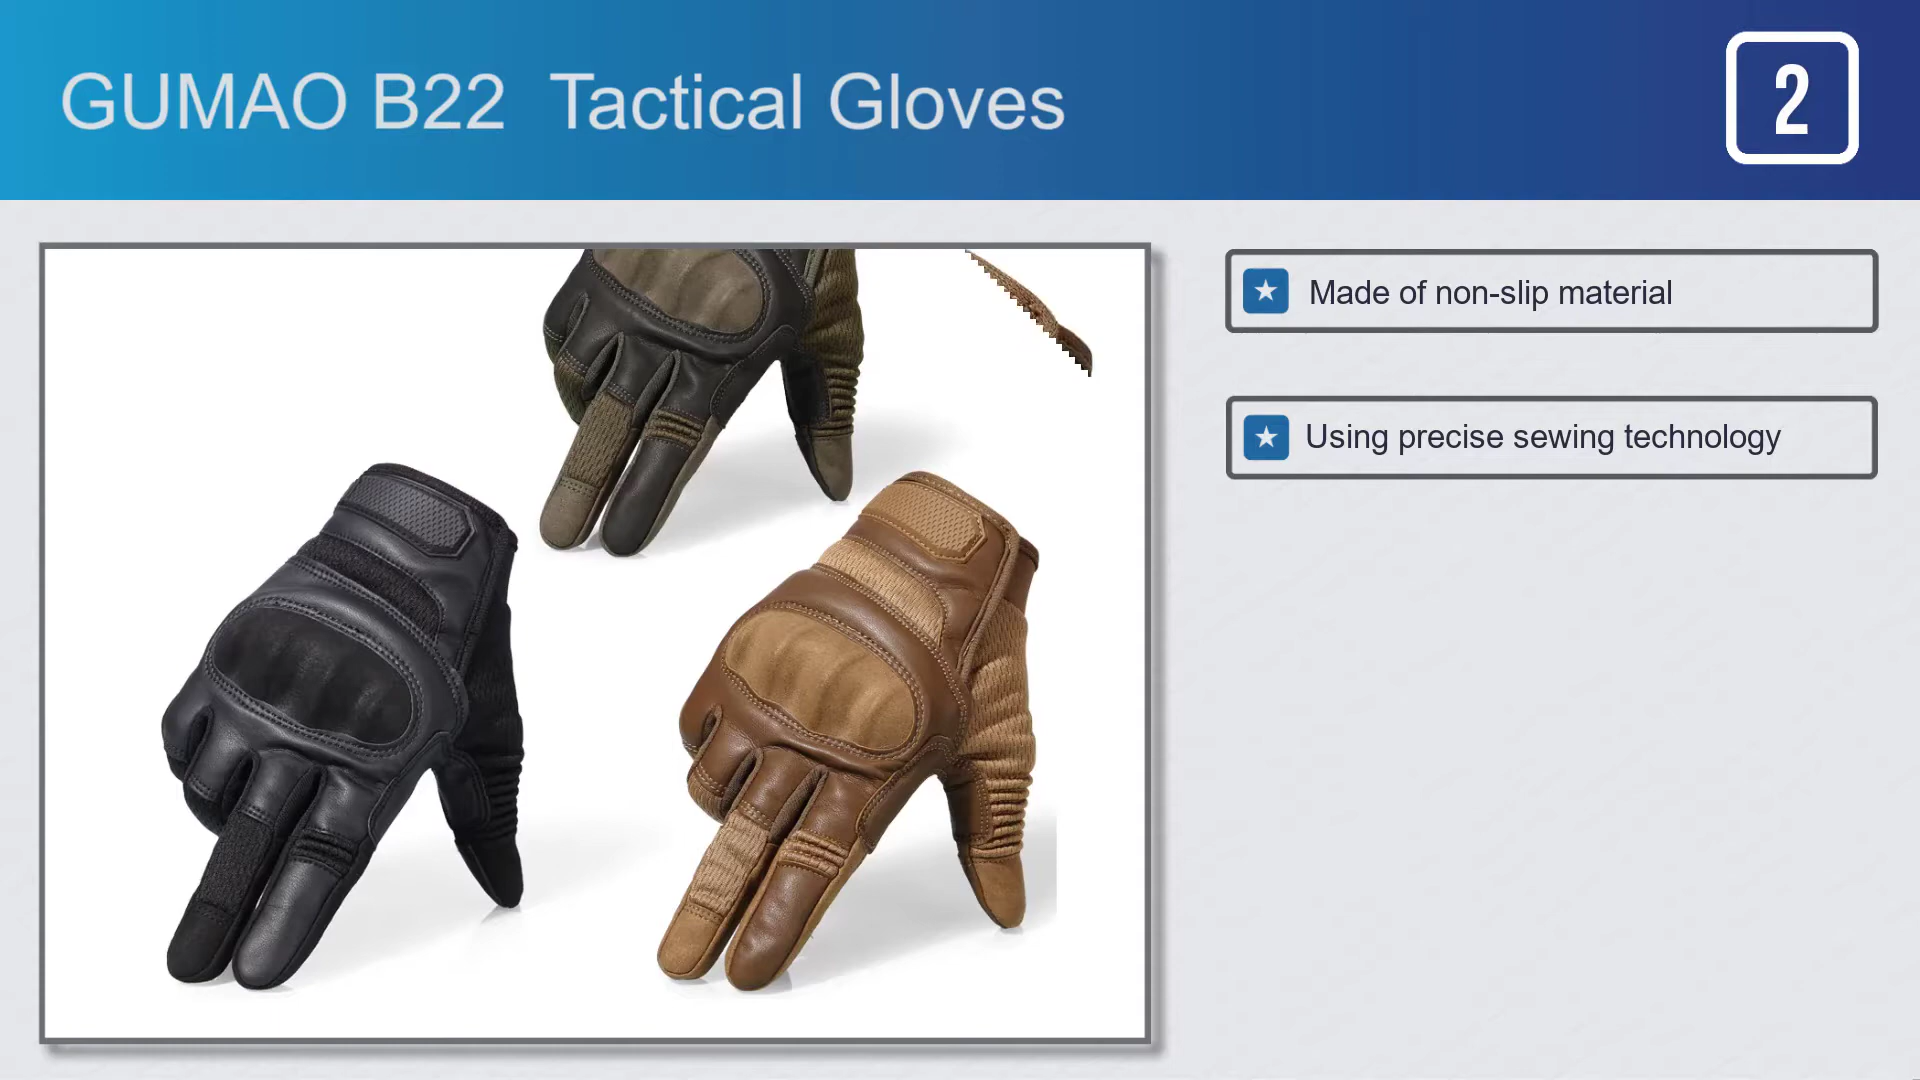 GUMAO B22 Tactical Gloves
2
Made of non-slip material
Using precise sewing technology